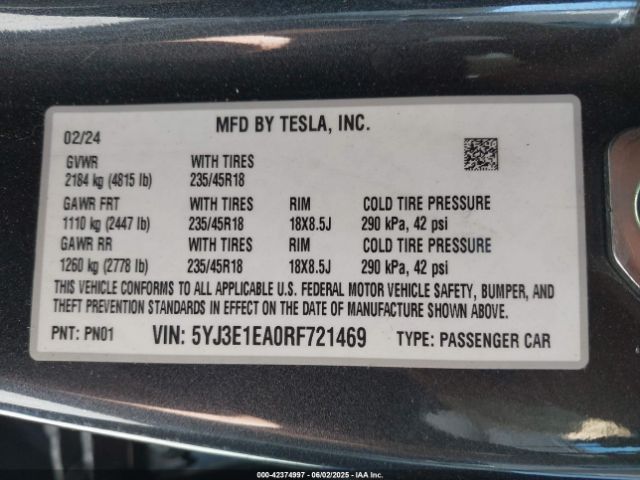 MFD BY TESLA, INC.
02/24
GVWR WITH TIRES
2184 kg (4815 lb) 235/45R18
GAWR FRT WITH TIRES RIM COLD TIRE PRESSURE
1110 kg (2447 lb) 235/45R18 18X8.5J 290 kPa, 42 psi
GAWR RR WITH TIRES RIM COLD TIRE PRESSURE
1260 kg (2778 lb) 235/45R18 18X8.5J 290 kPa, 42 psi
THIS VEHICLE CONFORMS TO ALL APPLICABLE U.S. FEDERAL MOTOR VEHICLE SAFETY, BUMPER, AND
THEFT PREVENTION STANDARDS IN EFFECT ON THE DATE OF MANUFACTURE SHOWN ABOVE.
PNT: PN01 VIN: 5YJ3E1EA0RF721469 TYPE: PASSENGER CAR
000-42374997 - 06/02/2025 - IAAI